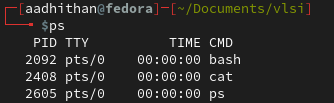 [aadhithan@fedora]-[~/Documents/vlsi]
$ps
PID TTY TIME CMD
2092 pts/0 00:00:00 bash
2408 pts/0 00:00:00 cat
2605 pts/0 00:00:00 ps